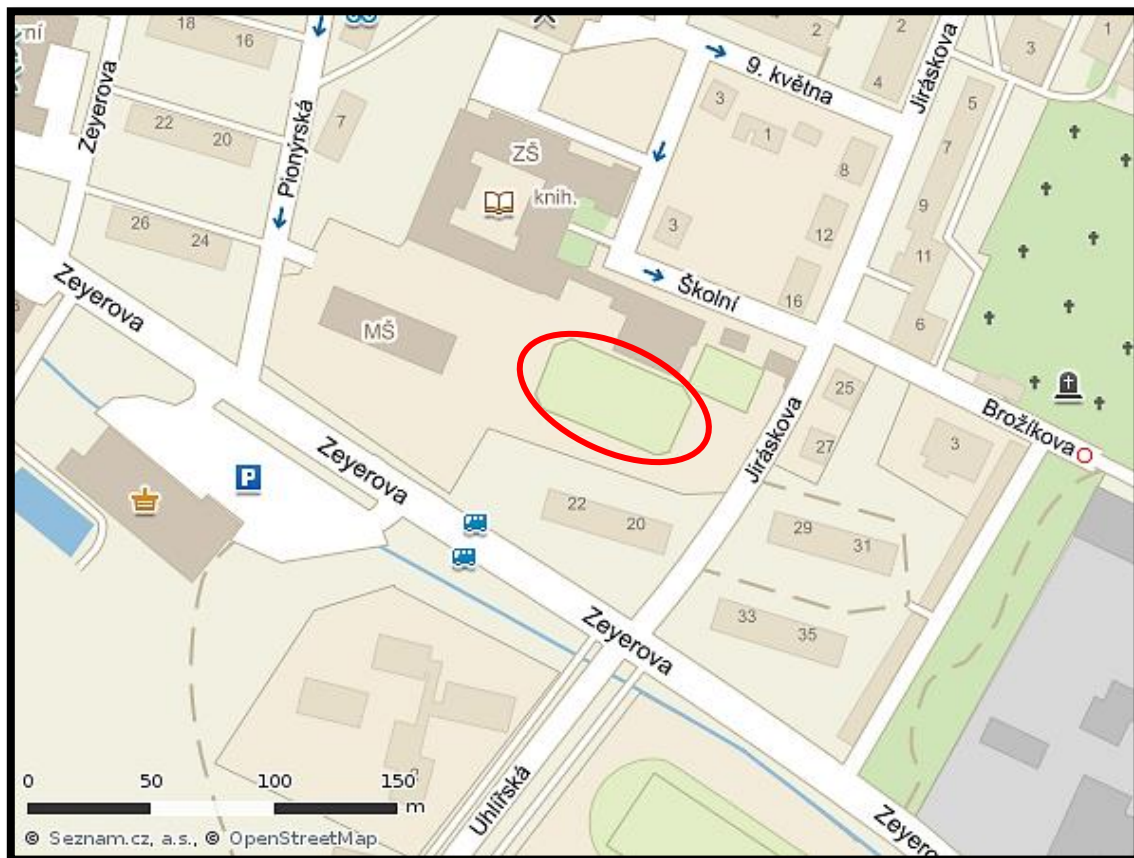 ní
18
16
2
2
3
1
Zeyerova
9. května
Jiráskova
4
3
5
22
20
Pionýrská
7
1
7
ZŠ
8
knih.
9
26
24
3
12
11
Zeyerova
Školní
16
6
MŠ
25
Brožíkova
Zeyerova
Jiráskova
27
3
P
22
20
29
31
Zeyerova
33
35
Uhlířská
Zeyero
0 50 100 150
m
© Seznam.cz, a.s., © OpenStreetMap